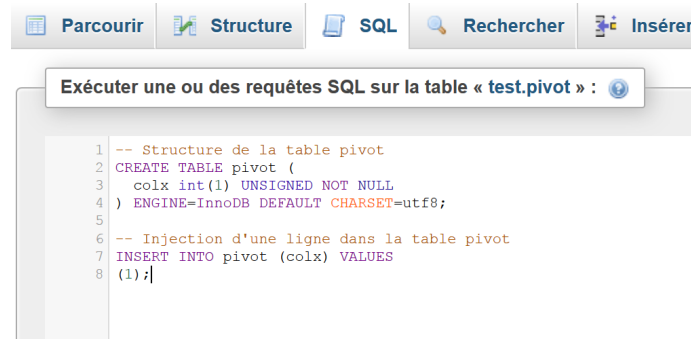 Parcourir Structure SQL Rechercher Insérer
Exécuter une ou des requêtes SQL sur la table « test.pivot » :
1 -- Structure de la table pivot
2 CREATE TABLE pivot (
3 colx int(1) UNSIGNED NOT NULL
4 ) ENGINE=InnoDB DEFAULT CHARSET=utf8;
5
6 -- Injection d'une ligne dans la table pivot
7 INSERT INTO pivot (colx) VALUES
8 (1);